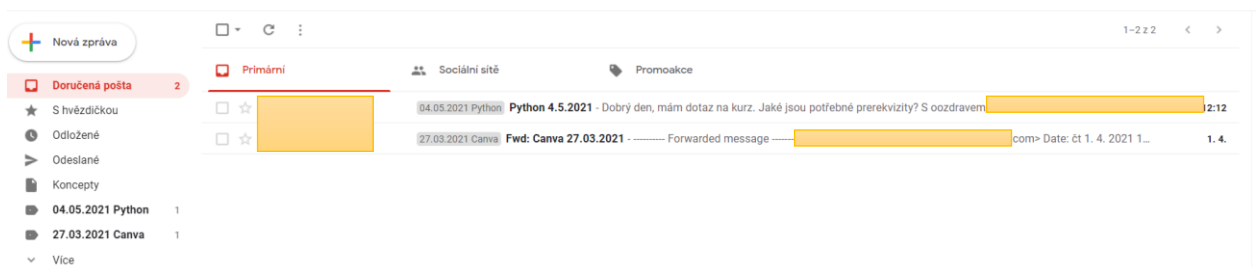 1–2 z 2
Nová zpráva
Primární
Sociální sítě
Promoakce
Doručená pošta 2
S hvězdičkou
04.05.2021 Python Python 4.5.2021 - Dobrý den, mám dotaz na kurz. Jaké jsou potřebné prerekvizity? S oozdravem 12:12
Odložené
27.03.2021 Canva Fwd: Canva 27.03.2021 - ---------- Forwarded message ------- com> Date: čt 1. 4. 2021 1... 1. 4.
Odeslané
Koncepty
04.05.2021 Python 1
27.03.2021 Canva 1
Více